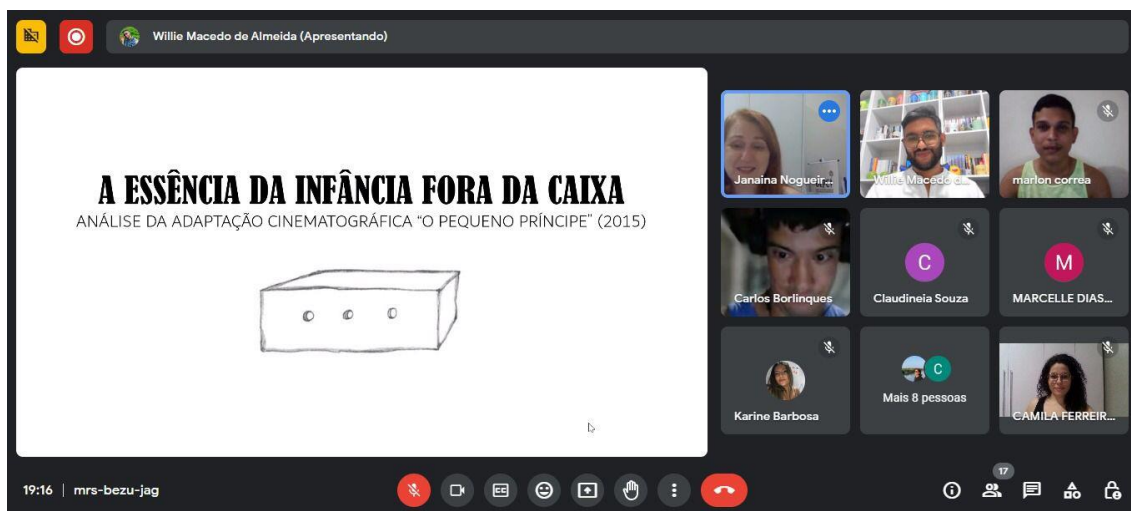 Willie Macedo de Almeida (Apresentando)
A ESSÊNCIA DA INFÂNCIA FORA DA CAIXA
ANÁLISE DA ADAPTAÇÃO CINEMATOGRÁFICA “O PEQUENO PRÍNCIPE” (2015)
Janaina Nogueir...
Willie Macedo d...
marlon correa
Carlos Borlinques
C
Claudineia Souza
M
MARCELLE DIAS...
Karine Barbosa
C
Mais 8 pessoas
CAMILA FERREIR...
19:16 | mrs-bezu-jag
CC
17